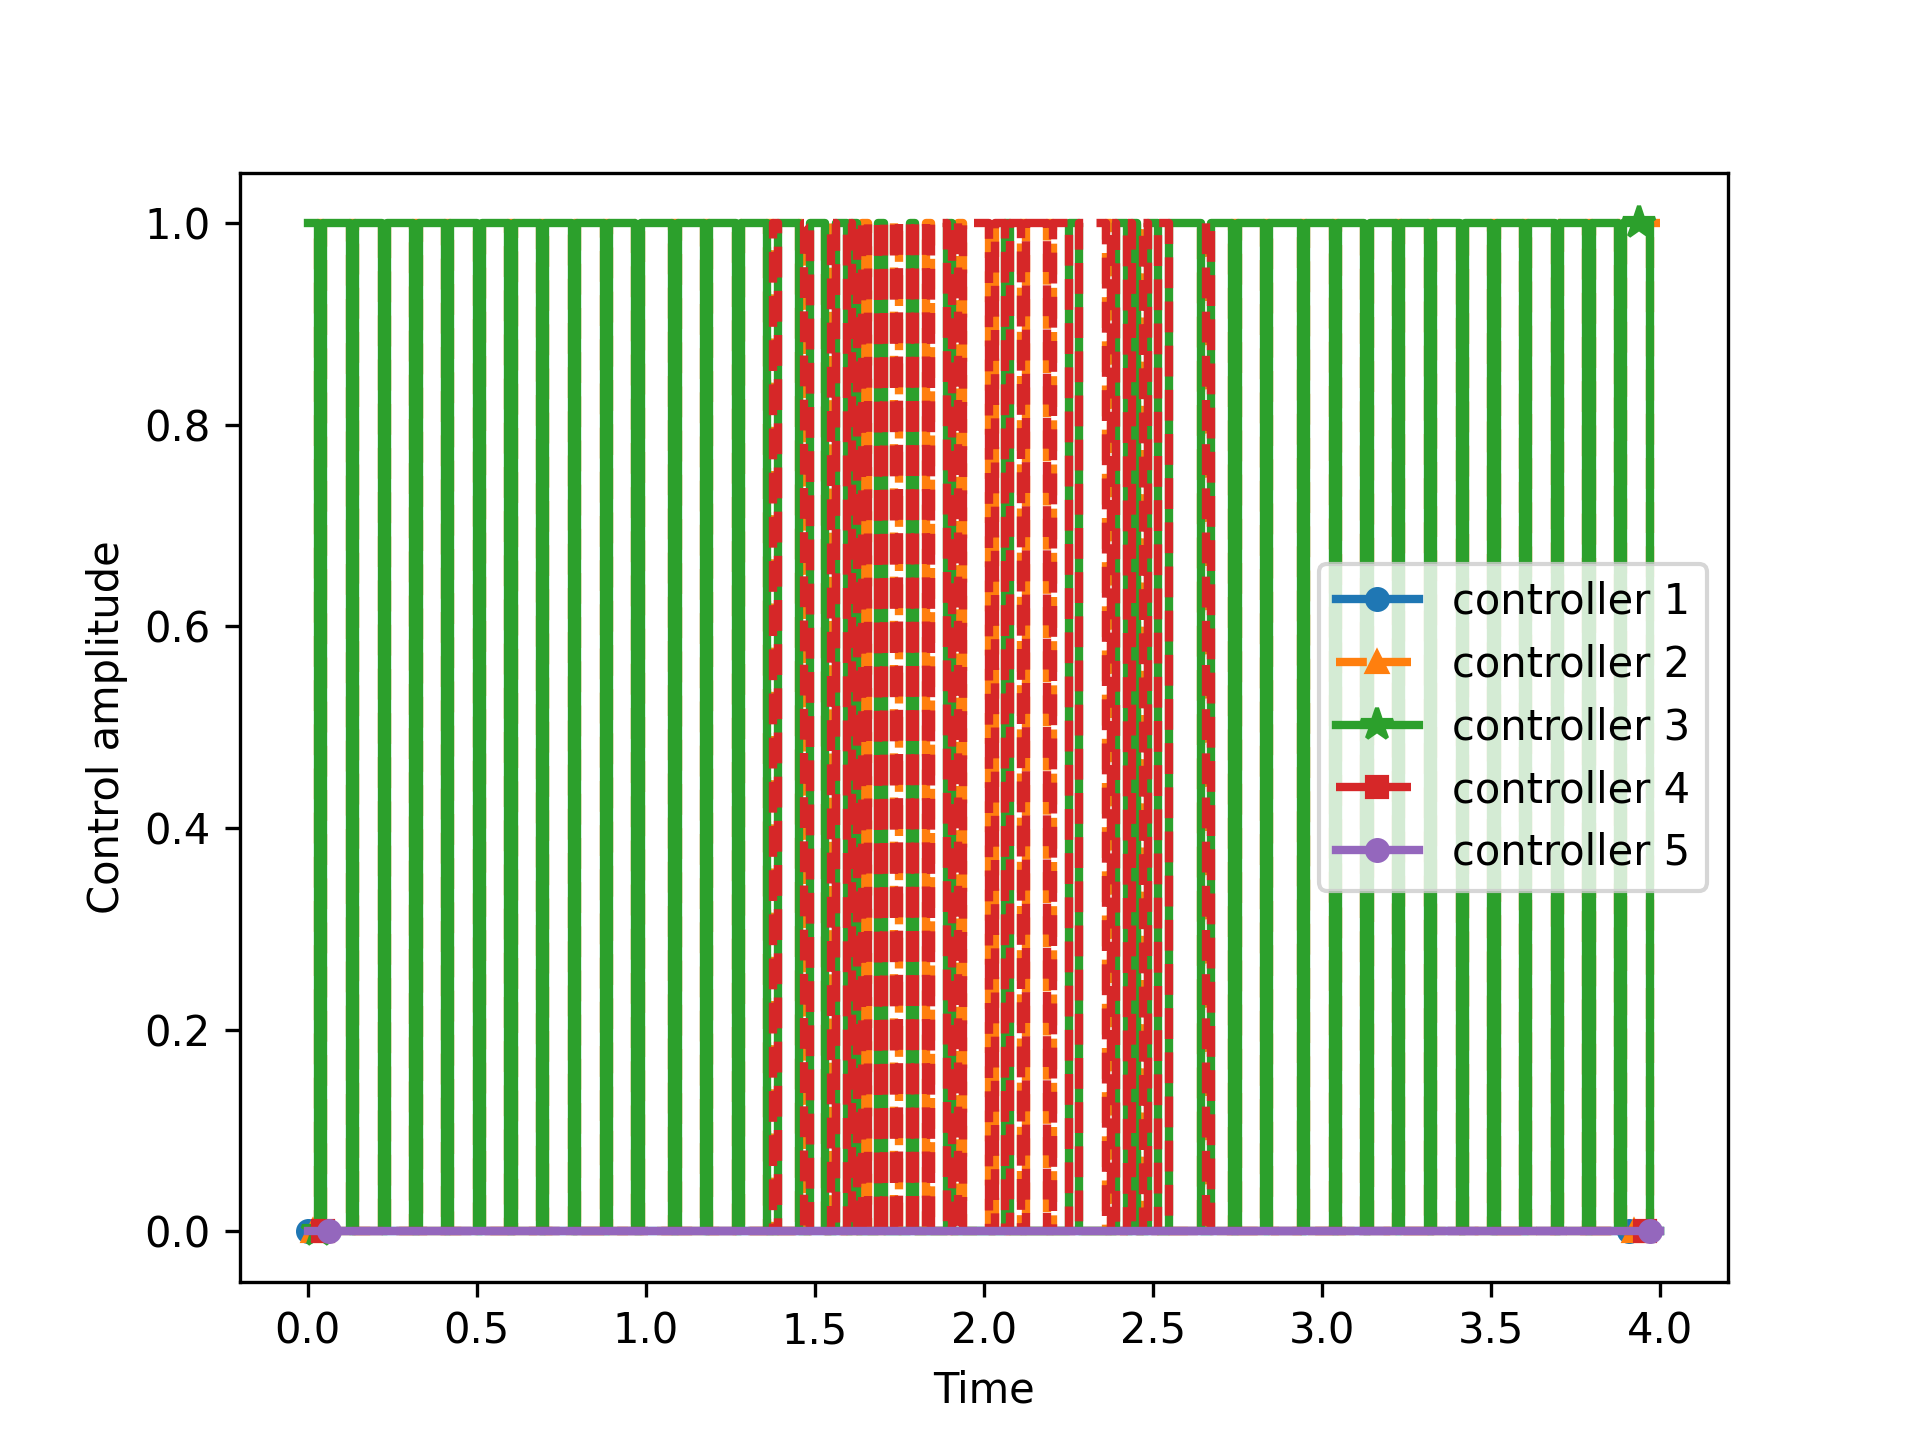 1.0
0.8
0.6
0.4
0.2
0.0
Control amplitude
controller 1
controller 2
controller 3
controller 4
controller 5
0.0 0.5 1.0 1.5 2.0 2.5 3.0 3.5 4.0
Time